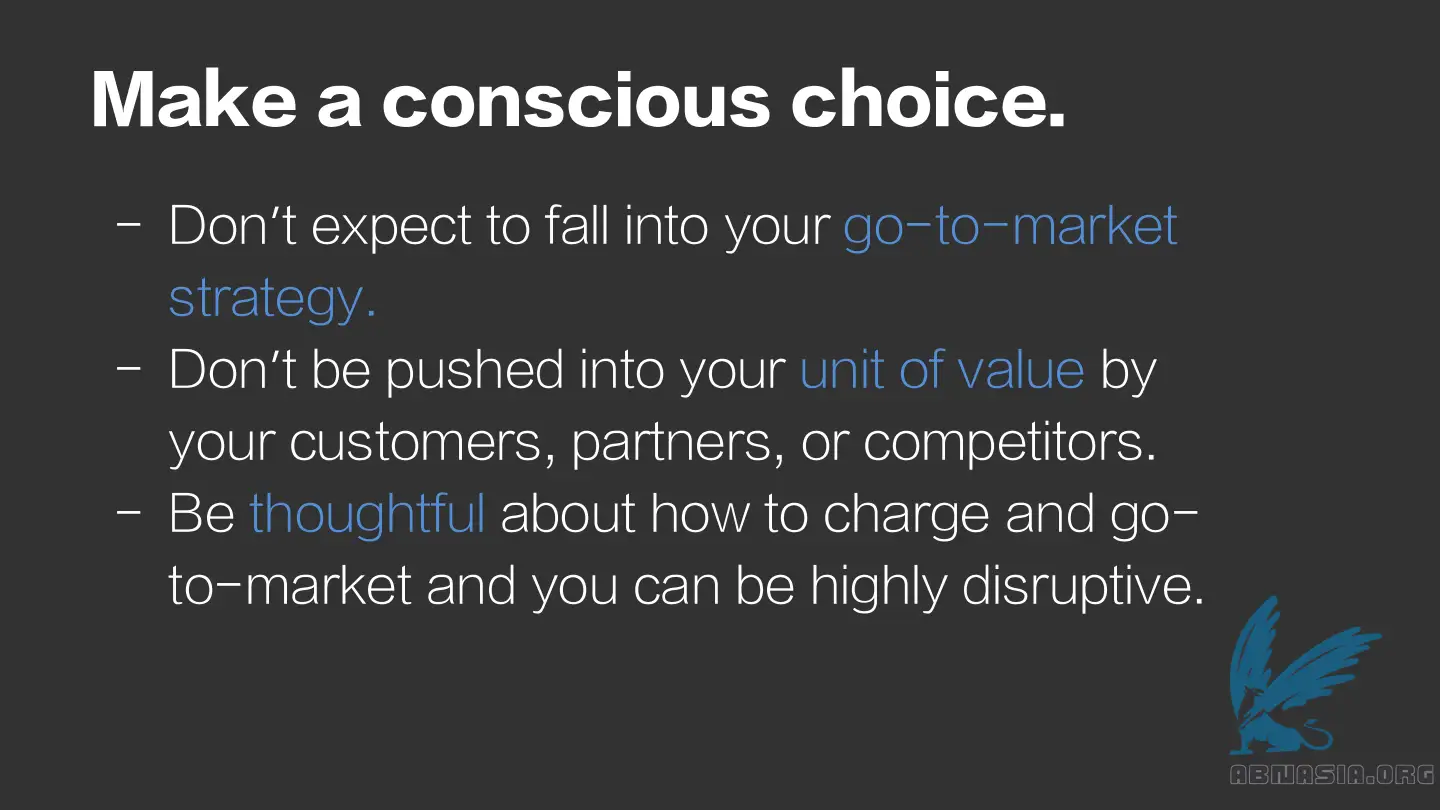 Make a conscious choice.
- Don't expect to fall into your go-to-market
strategy.
- Don't be pushed into your unit of value by
your customers, partners, or competitors.
- Be thoughtful about how to charge and go-
to-market and you can be highly disruptive.
ABNASIA.ORG